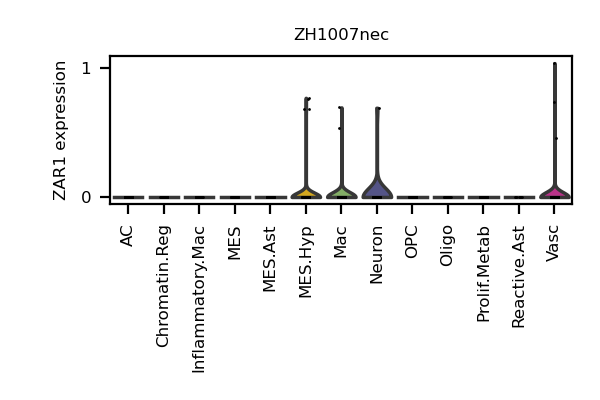 ZH1007nec
ZAR1 expression
1
0
AC
Chromatin.Reg
Inflammatory.Mac
MES
MES.Ast
MES.Hyp
Mac
Neuron
OPC
Oligo
Prolif.Metab
Reactive.Ast
Vasc